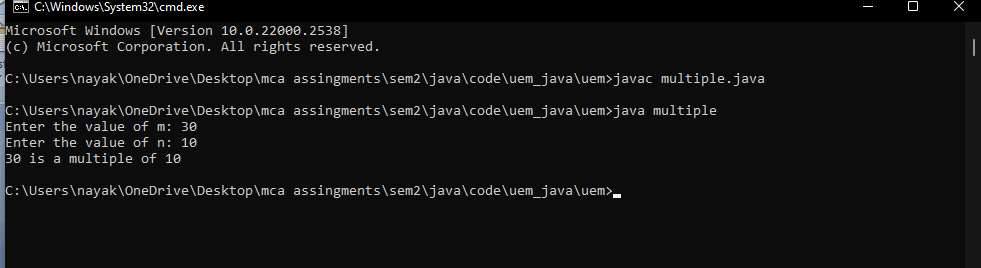 C:\Windows\System32\cmd.exe
Microsoft Windows [Version 10.0.22000.2538]
(c) Microsoft Corporation. All rights reserved.
C:\Users\nayak\OneDrive\Desktop\mca assingments\sem2\java\code\uem_java\uem>javac multiple.java
C:\Users\nayak\OneDrive\Desktop\mca assingments\sem2\java\code\uem_java\uem>java multiple
Enter the value of m: 30
Enter the value of n: 10
30 is a multiple of 10
C:\Users\nayak\OneDrive\Desktop\mca assingments\sem2\java\code\uem_java\uem>